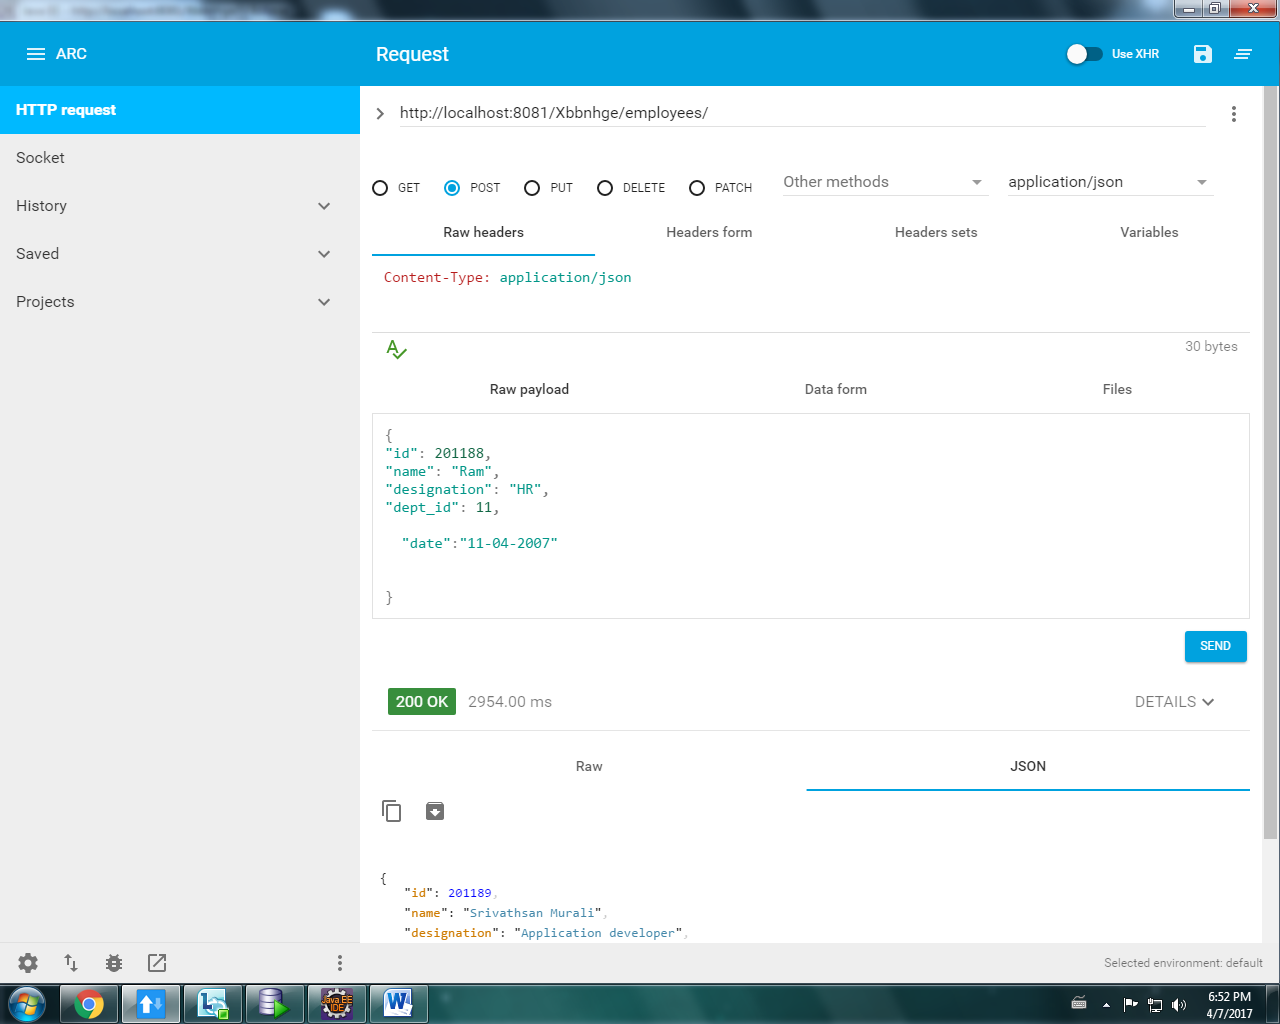 ARC
Request
Use XHR
HTTP request
Socket
History
Saved
Projects
http://localhost:8081/Xbbnhge/employees/
GET POST PUT DELETE PATCH Other methods application/json
Raw headers Headers form Headers sets Variables
Content-Type: application/json
30 bytes
Raw payload Data form Files
{
"id": 201188,
"name": "Ram",
"designation": "HR",
"dept_id": 11,
"date":"11-04-2007"
}
SEND
200 OK 2954.00 ms DETAILS
Raw JSON
{
"id": 201189,
"name": "Srivathsan Murali",
"designation": "Application developer",
Selected environment: default
Java EE
IDE
6:52 PM
4/7/2017